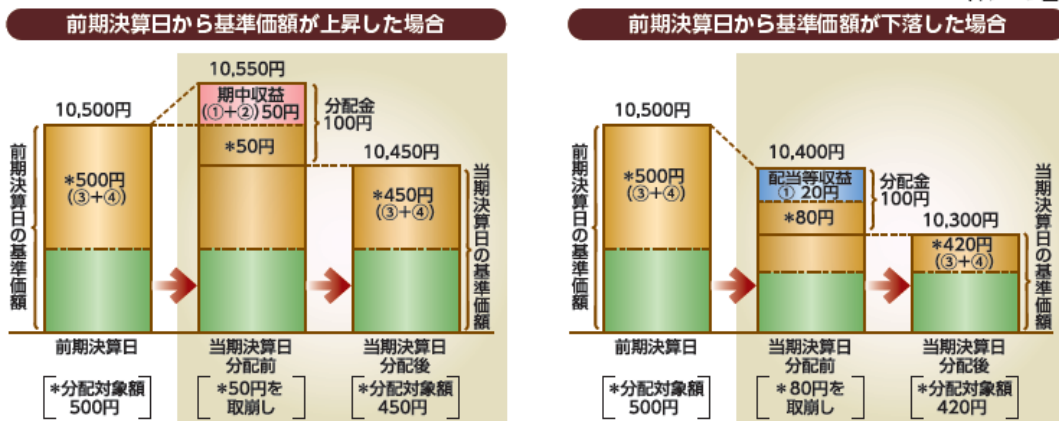 前期決算日から基準価額が上昇した場合
10,500円
10,550円
期中収益
(①+②)50円
*50円
分配金
100円
10,450円
*500円
(③+④)
*450円
(③+④)
前期決算日の基準価額
当期決算日の基準価額
前期決算日
当期決算日
分配前
当期決算日
分配後
*分配対象額
500円
*50円を
取崩し
*分配対象額
450円
前期決算日から基準価額が下落した場合
10,500円
10,400円
配当等収益
① 20円
*80円
分配金
100円
10,300円
*500円
(③+④)
*420円
(③+④)
前期決算日の基準価額
当期決算日の基準価額
前期決算日
当期決算日
分配前
当期決算日
分配後
*分配対象額
500円
*80円を
取崩し
*分配対象額
420円